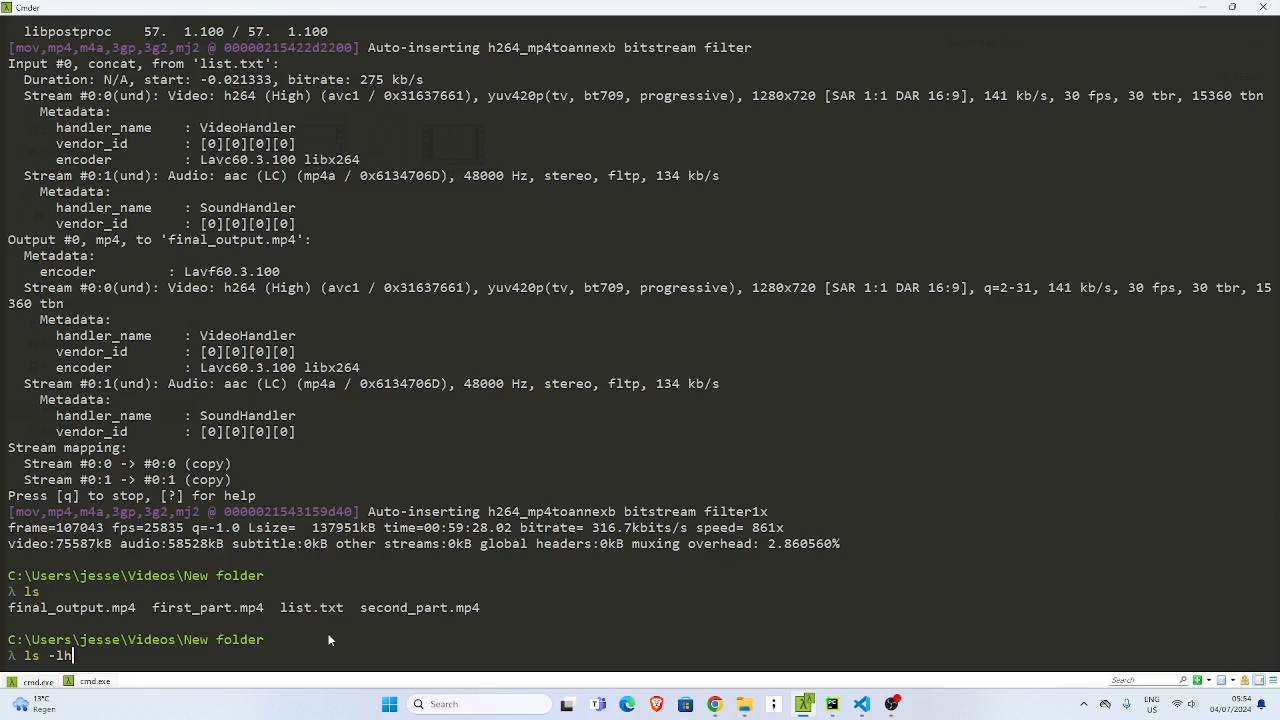 Cmder
libpostproc    57.  1.100 / 57.  1.100
[mov,mp4,m4a,3gp,3g2,mj2 @ 00000215422d2200] Auto-inserting h264_mp4toannexb bitstream filter
Input #0, concat, from 'list.txt':
Duration: N/A, start: -0.021333, bitrate: 275 kb/s
Stream #0:0(und): Video: h264 (High) (avc1 / 0x31637661), yuv420p(tv, bt709, progressive), 1280x720 [SAR 1:1 DAR 16:9], 141 kb/s, 30 fps, 30 tbr, 15360 tbn
Metadata:
handler_name    : VideoHandler
vendor_id       : [0][0][0][0]
encoder         : Lavc60.3.100 libx264
Stream #0:1(und): Audio: aac (LC) (mp4a / 0x6134706D), 48000 Hz, stereo, fltp, 134 kb/s
Metadata:
handler_name    : SoundHandler
vendor_id       : [0][0][0][0]
Output #0, mp4, to 'final_output.mp4':
Metadata:
encoder         : Lavf60.3.100
Stream #0:0(und): Video: h264 (High) (avc1 / 0x31637661), yuv420p(tv, bt709, progressive), 1280x720 [SAR 1:1 DAR 16:9], q=2-31, 141 kb/s, 30 fps, 30 tbr, 15
360 tbn
Metadata:
handler_name    : VideoHandler
vendor_id       : [0][0][0][0]
encoder         : Lavc60.3.100 libx264
Stream #0:1(und): Audio: aac (LC) (mp4a / 0x6134706D), 48000 Hz, stereo, fltp, 134 kb/s
Metadata:
handler_name    : SoundHandler
vendor_id       : [0][0][0][0]
Stream mapping:
Stream #0:0 -> #0:0 (copy)
Stream #0:1 -> #0:1 (copy)
Press [q] to stop, [?] for help
[mov,mp4,m4a,3gp,3g2,mj2 @ 0000021543159d40] Auto-inserting h264_mp4toannexb bitstream filter1x
frame=107043 fps=25835 q=-1.0 Lsize=  137951kB time=00:59:28.02 bitrate= 316.7kbits/s speed= 861x
video:75587kB audio:58528kB subtitle:0kB other streams:0kB global headers:0kB muxing overhead: 2.860560%
C:\Users\jesse\Videos\New folder
λ ls
final_output.mp4  first_part.mp4  list.txt  second_part.mp4
C:\Users\jesse\Videos\New folder
λ ls -lh
cmd.exe cmd.exe Search
13°C
Regen
Search
ENG
US
05:54
04/07/2024